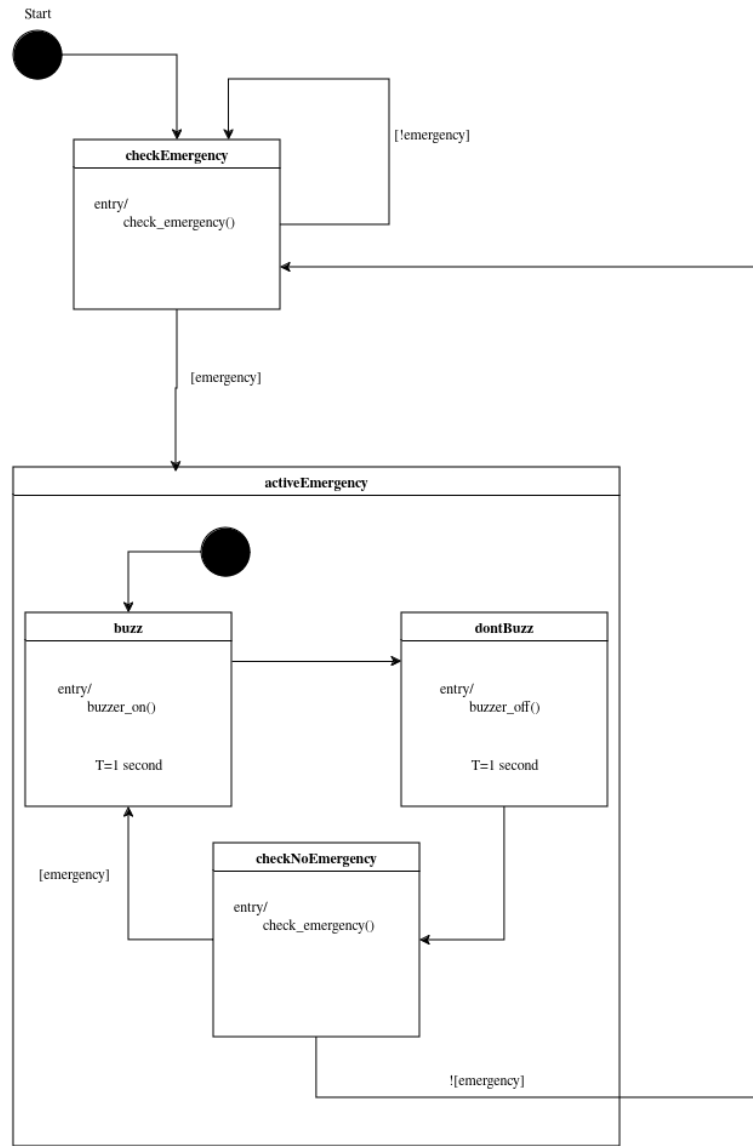 Start
[!emergency]
checkEmergency
entry/
check_emergency()
[emergency]
activeEmergency
buzz
dontBuzz
entry/
buzzer_on()
entry/
buzzer_off()
T=1 second
T=1 second
checkNoEmergency
[emergency]
entry/
check_emergency()
![emergency]